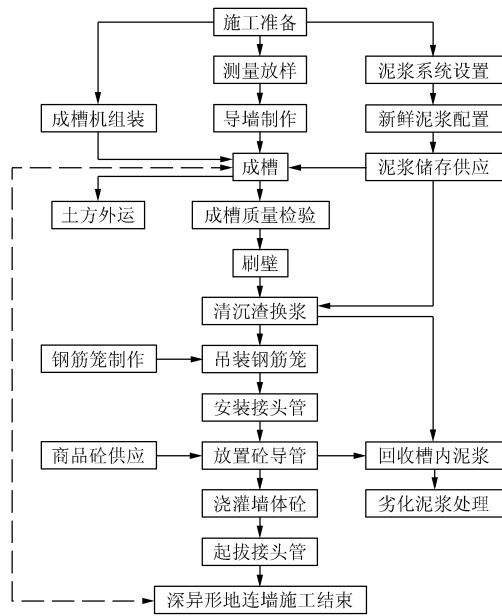 施工准备
测量放样
泥浆系统设置
成槽机组装
导墙制作
新鲜泥浆配置
成槽
泥浆储存供应
土方外运
成槽质量检验
刷壁
清沉渣换浆
钢筋笼制作
吊装钢筋笼
安装接头管
商品砼供应
放置砼导管
回收槽内泥浆
浇灌墙体砼
劣化泥浆处理
起拔接头管
深异形地连墙施工结束